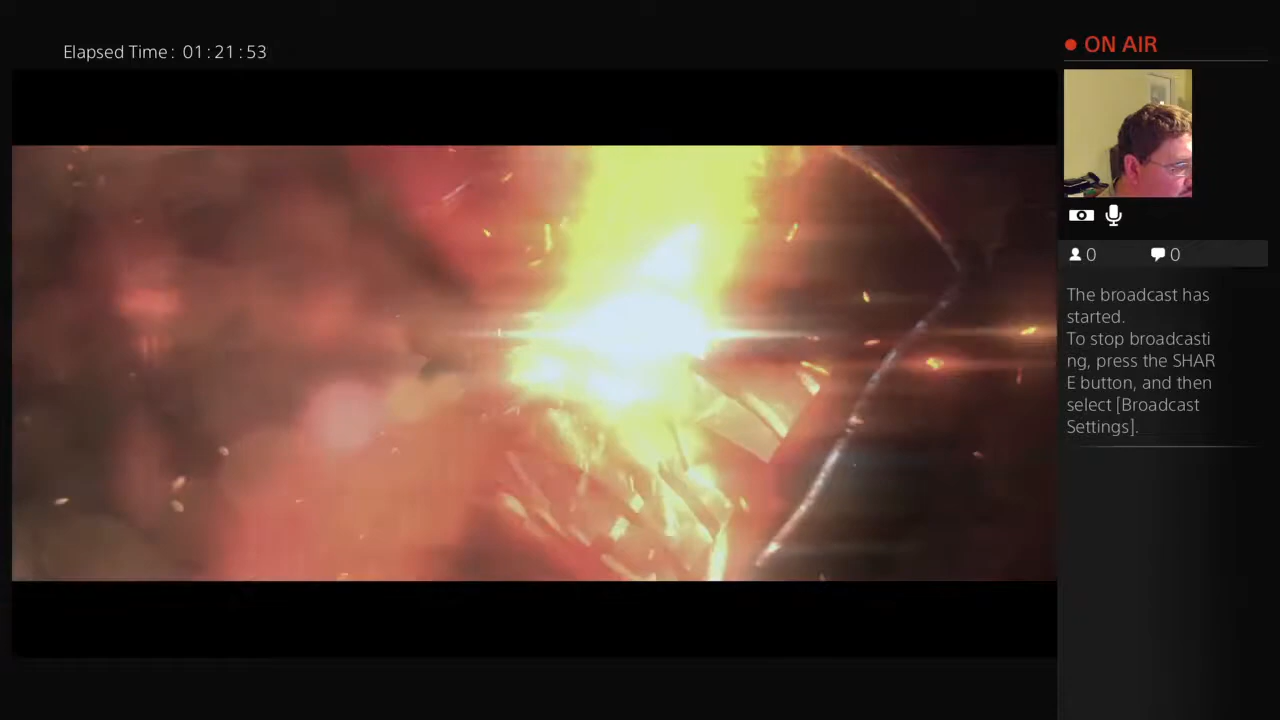 Elapsed Time: 01:21:53
ON AIR
0 0
The broadcast has
started.
To stop broadcasti
ng, press the SHAR
E button, and then
select [Broadcast
Settings].